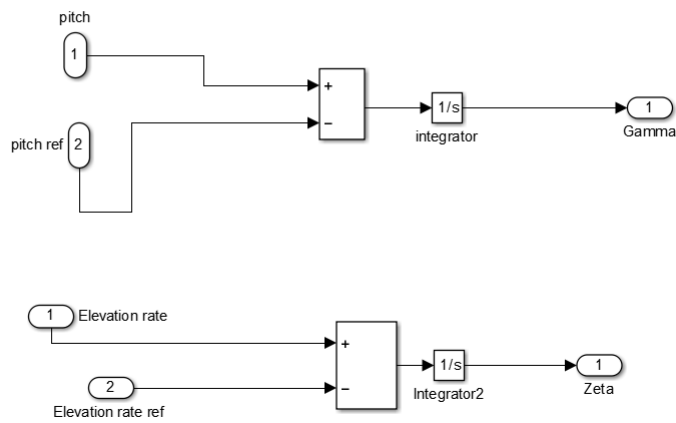 pitch
1
+
1/s
1
integrator
Gamma
pitch ref
2
−
1
Elevation rate
+
1/s
1
2
−
Integrator2
Zeta
Elevation rate ref